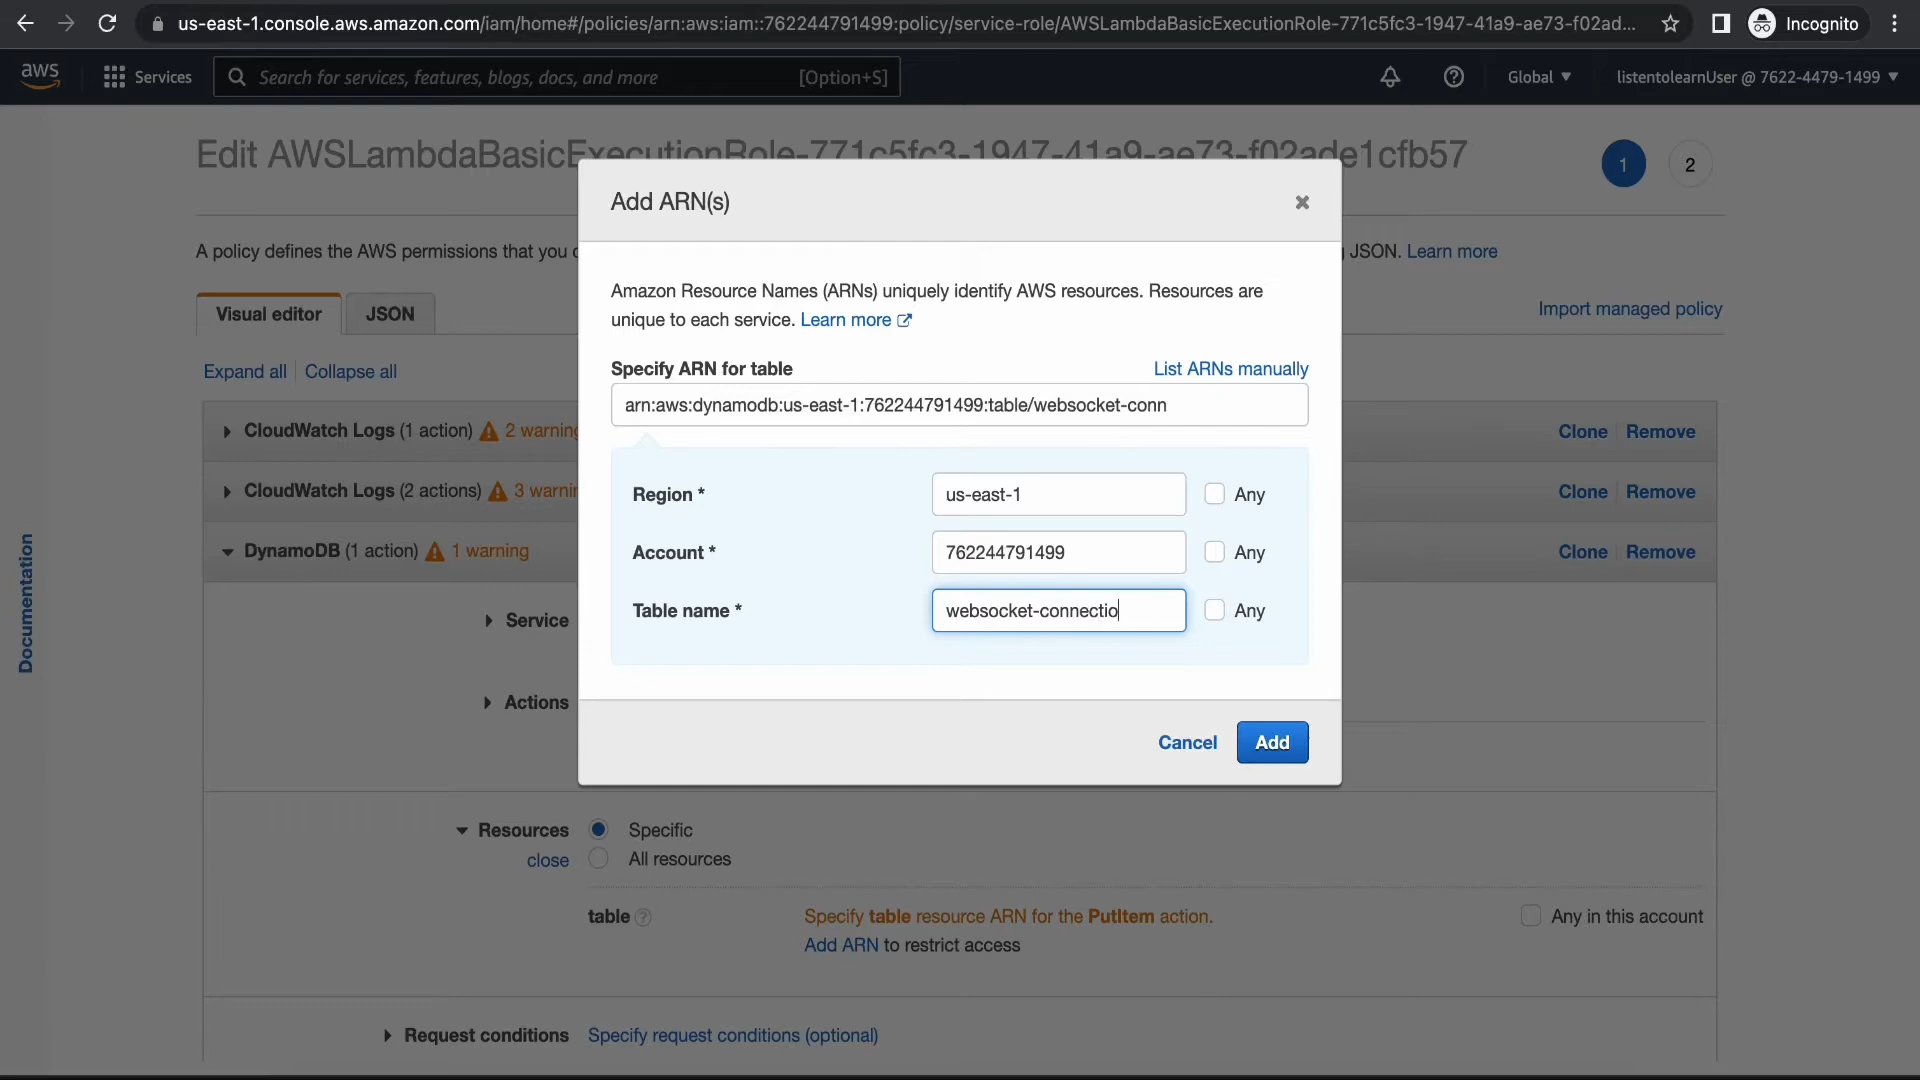 us-east-1.console.aws.amazon.com/iam/home#/policies/arn:aws:iam::762244791499:policy/service-role/AWSLambdaBasicExecutionRole-771c5fc3-1947-41a9-ae73-f02ad...
Incognito
aws
Services
Search for services, features, blogs, docs, and more
[Option+S]
Global
listentolearnUser @ 7622-4479-1499
Edit AWSLambdaBasicExecutionRole-771c5fc3-1947-41a9-ae73-f02ade1cfb57
1
2
Add ARN(s)
A policy defines the AWS permissions that you
JSON. Learn more
Amazon Resource Names (ARNs) uniquely identify AWS resources. Resources are
unique to each service. Learn more
Visual editor
JSON
Import managed policy
Specify ARN for table
List ARNs manually
Expand all
Collapse all
arn:aws:dynamodb:us-east-1:762244791499:table/websocket-conn
CloudWatch Logs (1 action) 2 warning
Clone
Remove
CloudWatch Logs (2 actions) 3 warnin
Clone
Remove
Region *
us-east-1
Any
DynamoDB (1 action) 1 warning
Clone
Remove
Account *
762244791499
Any
Table name *
websocket-connectio
Any
Documentation
Service
Actions
Cancel
Add
Resources
close
Specific
All resources
table
Specify table resource ARN for the PutItem action.
Any in this account
Add ARN to restrict access
Request conditions
Specify request conditions (optional)